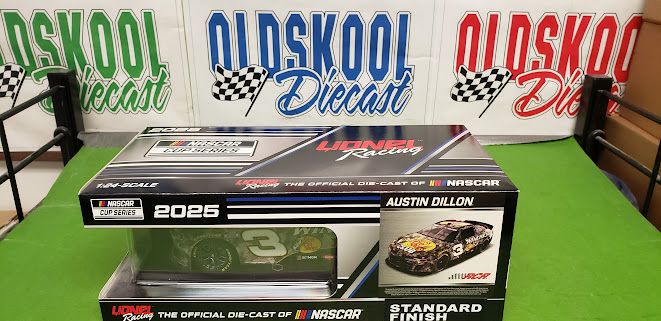 OLDSKOOL
Diecast
OLDSKOOL
Diecast
OLDSKOOL
Diecast
2025
NASCAR
CUP SERIES
LIONEL
Racing
1:24-SCALE
LIONEL Racing THE OFFICIAL DIE-CAST OF NASCAR
NASCAR
CUP SERIES
2025
AUSTIN DILLON
3
3
RCR
LIONEL
Racing THE OFFICIAL DIE-CAST OF NASCAR
STANDARD
FINISH